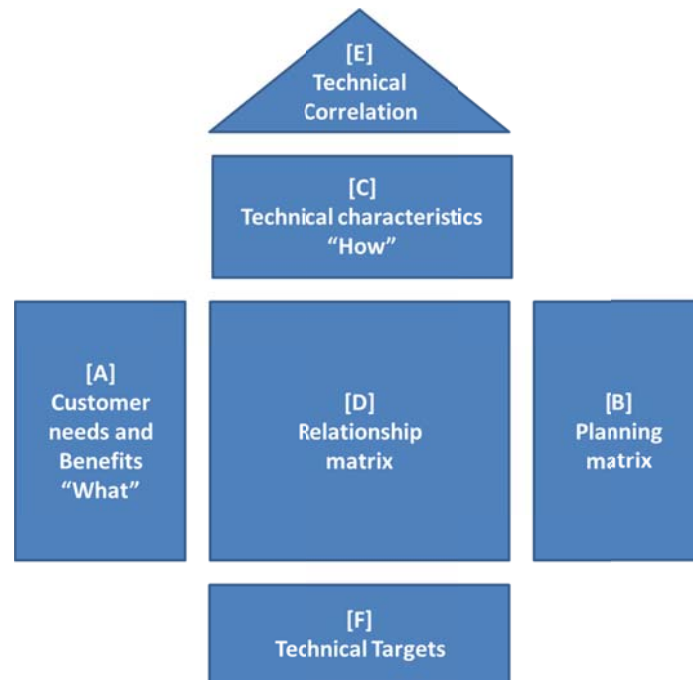 [E]
Technical
Correlation
[C]
Technical characteristics
“How”
[A]
Customer
needs and
Benefits
“What”
[D]
Relationship
matrix
[B]
Planning
matrix
[F]
Technical Targets